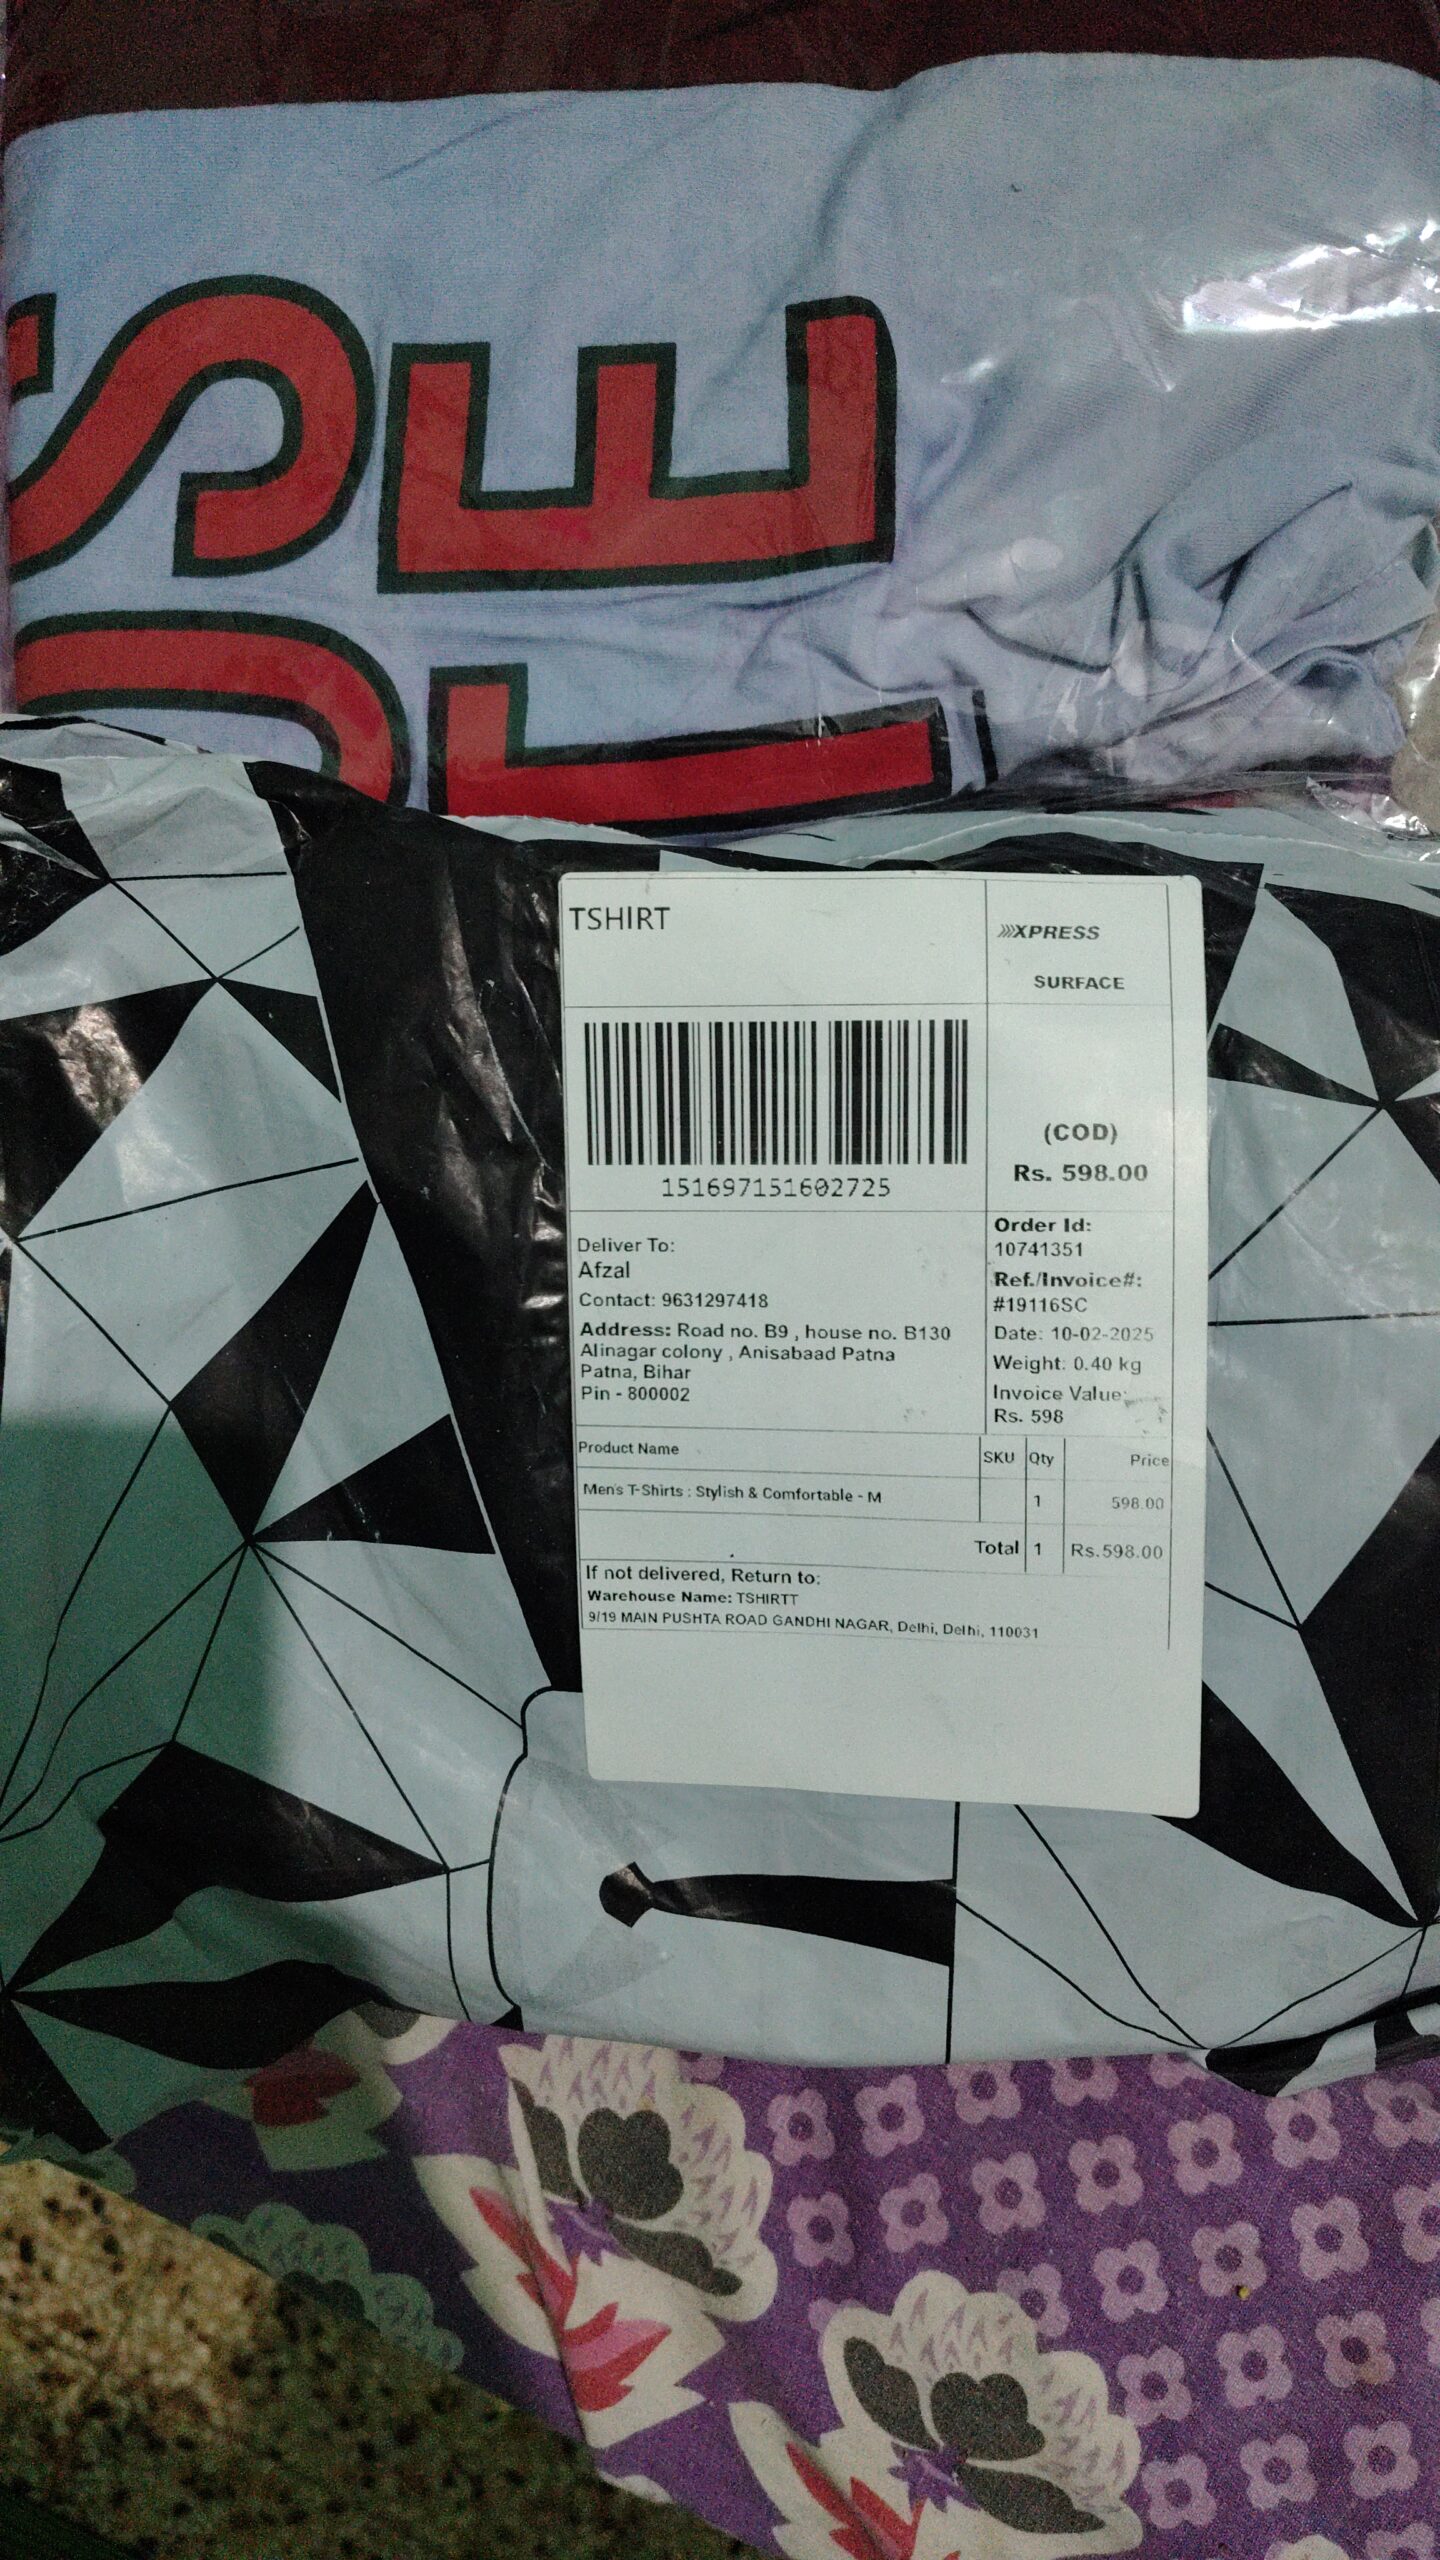 SE
TSHIRT
XPRESS
SURFACE
151697151602725
(COD)
Rs. 598.00
Deliver To:
Afzal
Contact: 9631297418
Address: Road no. B9 , house no. B130
Alinagar colony , Anisabaad Patna
Patna, Bihar
Pin - 800002
Order Id:
10741351
Ref./Invoice#:
#19116SC
Date: 10-02-2025
Weight: 0.40 kg
Invoice Value:
Rs. 598
Product Name SKU Qty Price
Men's T-Shirts : Stylish & Comfortable - M 1 598.00
Total 1 Rs.598.00
If not delivered, Return to:
Warehouse Name: TSHIRTT
9/19 MAIN PUSHTA ROAD GANDHI NAGAR, Delhi, Delhi, 110031